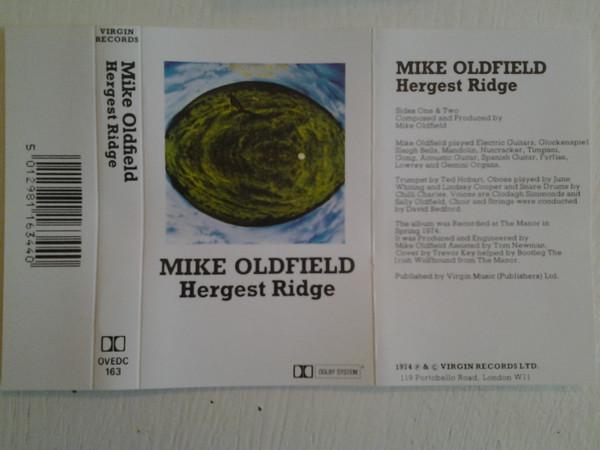 5 012981 163440
VIRGIN
RECORDS
Mike Oldfield
Hergest Ridge
OVEDC
163
MIKE OLDFIELD
Hergest Ridge
DOLBY SYSTEM
MIKE OLDFIELD
Hergest Ridge
Sides One & Two
Composed and Produced by
Mike Oldfield
Mike Oldfield played Electric Guitars, Glockenspiel
Sleigh Bells, Mandolin, Nutcracker, Timpani,
Gong, Acoustic Guitar, Spanish Guitar, Farfisa,
Lowrey and Gemini Organs.
Trumpet by Ted Hobart, Oboes played by June
Whiting and Lindsay Cooper and Snare Drums by
Chilli Charlie. Voices are Clodagh Simmonds and
Sally Oldfield, Choir and Strings were conducted
by David Bedford.
The album was Recorded at The Manor in
Spring 1974.
It was Produced and Engineered by
Mike Oldfield Assisted by Tom Newman.
Cover by Trevor Key helped by Bootleg The
Irish Wolfhound from The Manor.
Published by Virgin Music (Publishers) Ltd.
1974 ℗ & © VIRGIN RECORDS LTD.
119 Portobello Road, London W11